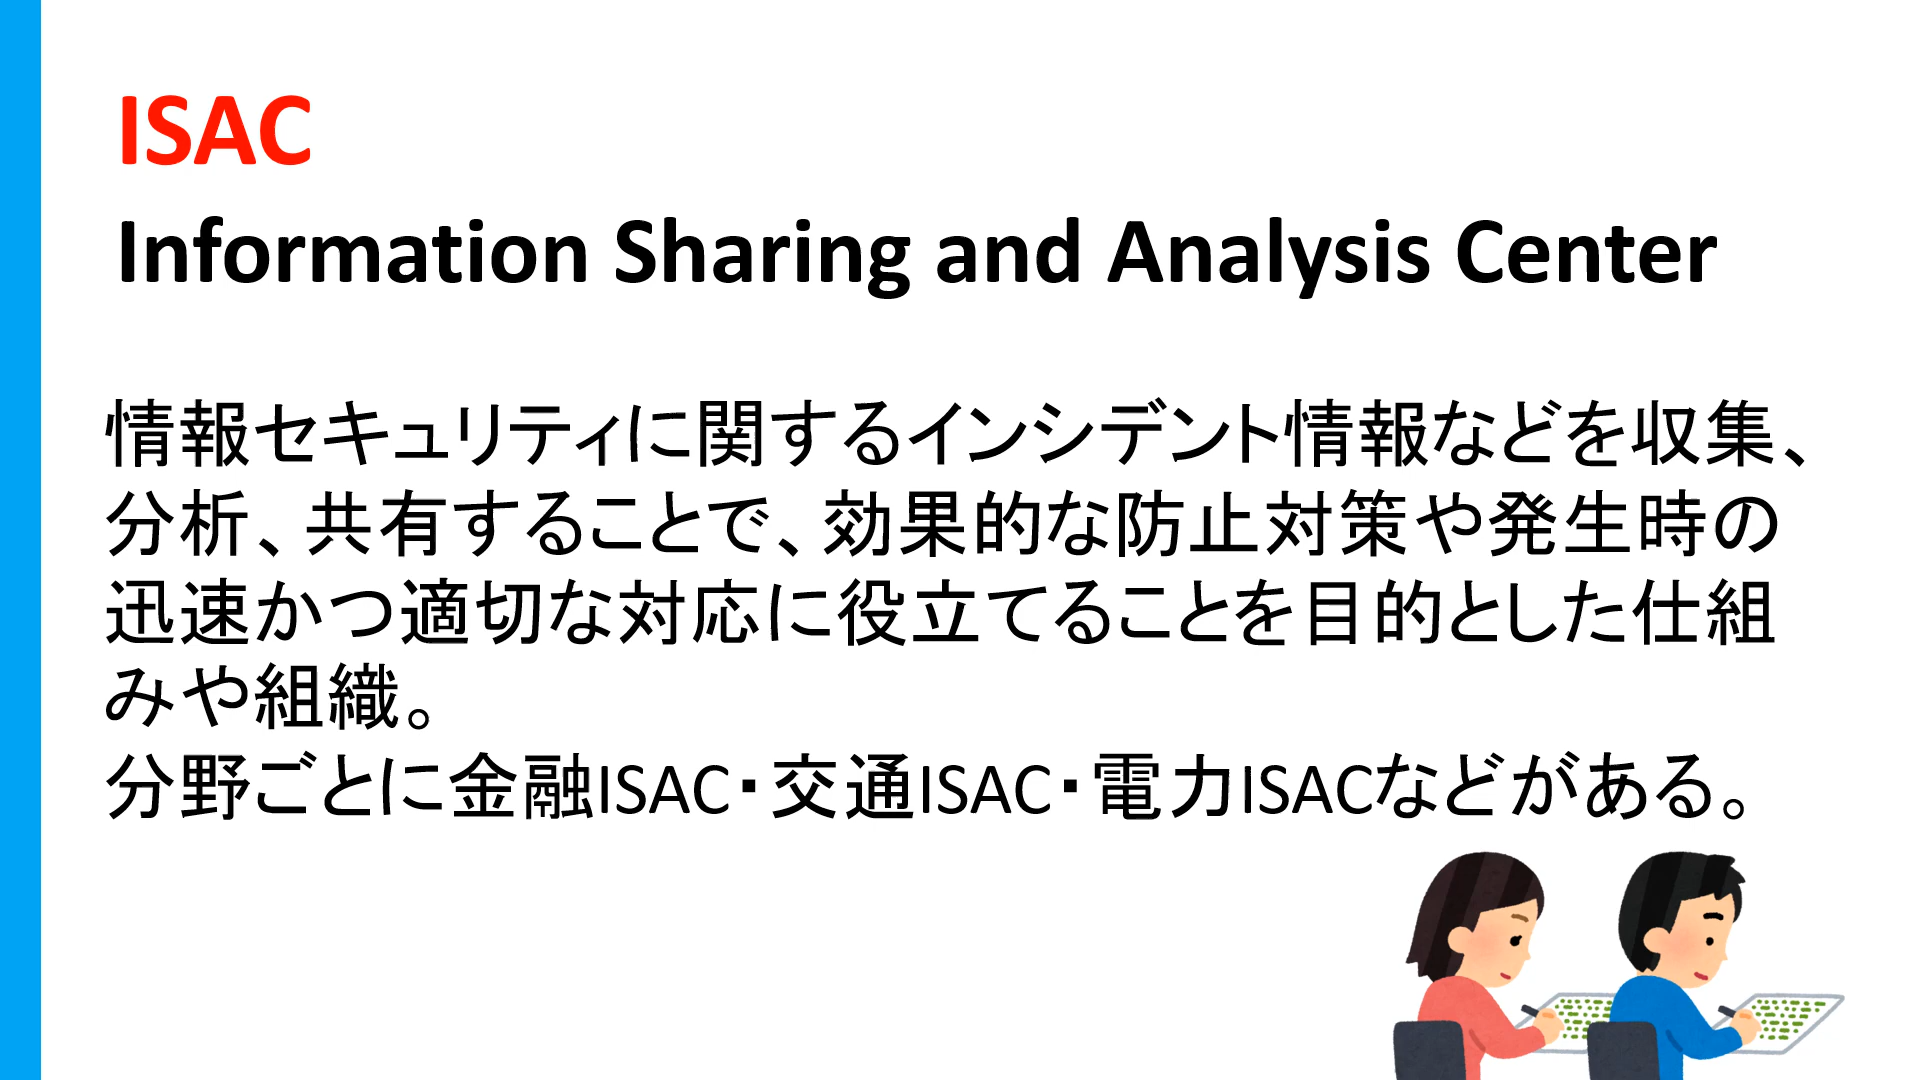 ISAC
Information Sharing and Analysis Center
情報セキュリティに関するインシデント情報などを収集、
分析、共有することで、効果的な防止対策や発生時の
迅速かつ適切な対応に役立てることを目的とした仕組
みや組織。
分野ごとに金融ISAC・交通ISAC・電力ISACなどがある。